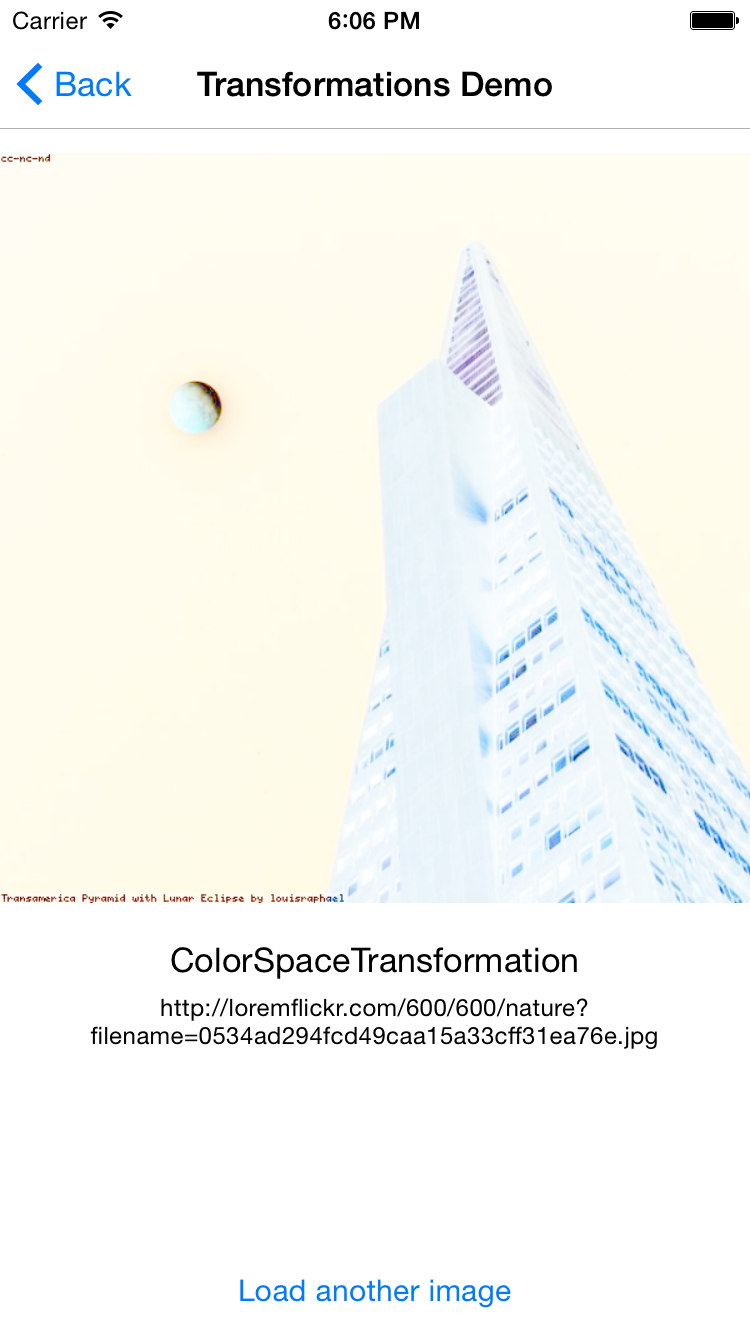 Carrier 6:06 PM
Back Transformations Demo
cc-nc-nd
Transamerica Pyramid with Lunar Eclipse by louisraphael
ColorSpaceTransformation
http://loremflickr.com/600/600/nature?
filename=0534ad294fcd49caa15a33cff31ea76e.jpg
Load another image